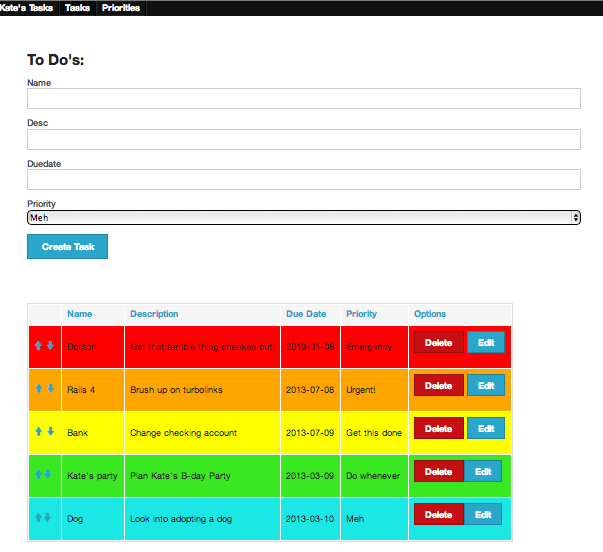 Kate's Tasks Tasks Priorities
To Do's:
Name
Desc
Duedate
Priority
Meh
Create Task
Name Description Due Date Priority Options
Doctor! Get that terrible thing checked out! 2013-01-08 Emergency Delete Edit
Rails 4 Brush up on turbolinks 2013-07-08 Urgent! Delete Edit
Bank Change checking account 2013-07-09 Get this done Delete Edit
Kate's party Plan Kate's B-day Party 2013-03-09 Do whenever Delete Edit
Dog Look into adopting a dog 2013-03-10 Meh Delete Edit